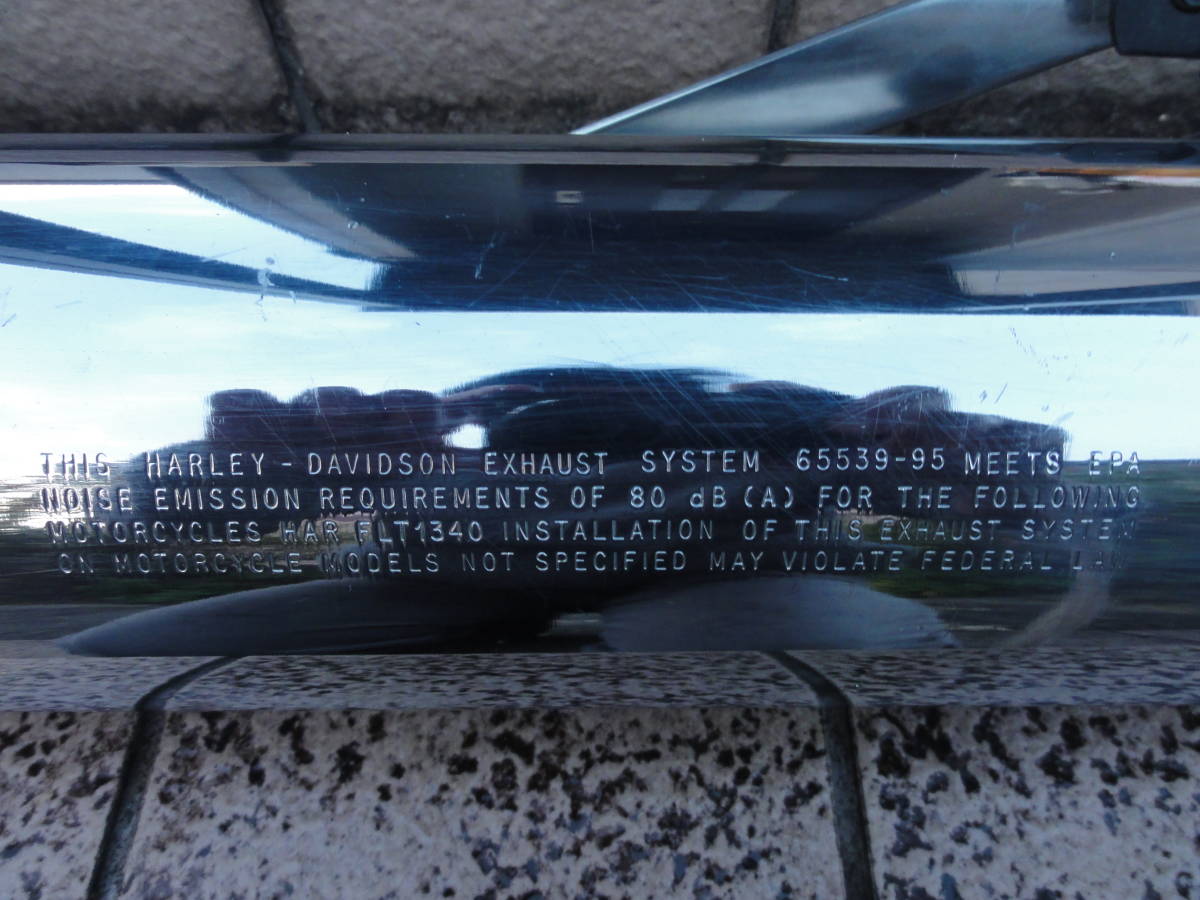 THIS HARLEY-DAVIDSON EXHAUST SYSTEM 65539-95 MEETS EPA
NOISE EMISSION REQUIREMENTS OF 80 dB (A) FOR THE FOLLOWING
MOTORCYCLES HAR FLT1340 INSTALLATION OF THIS EXHAUST SYSTEM
ON MOTORCYCLE MODELS NOT SPECIFIED MAY VIOLATE FEDERAL LAW